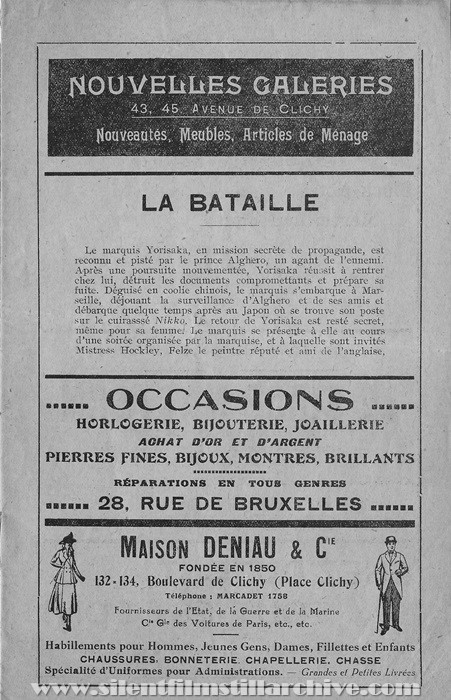 NOUVELLES GALERIES
43, 45, AVENUE DE CLICHY
Nouveautés, Meubles, Articles de Ménage
LA BATAILLE
Le marquis Yorisaka, en mission secrète de propagande, est
reconnu et pisté par le prince Alghero, un agant de l'ennemi.
Après une poursuite mouvementée, Yorisaka réussit à rentrer
chez lui, détruit les documents compromettants et prépare sa
fuite. Déguisé en coolie chinois, le marquis s'embarque à Mar-
seille, déjouant la surveillance d'Alghero et de ses amis et
débarque quelque temps après au Japon où se trouve son poste
sur le cuirasssé Nikko. Le retour de Yorisaka est resté secret,
même pour sa femme. Le marquis se présente à elle au cours
d'une soirée organisée par la marquise, et à laquelle sont invités
Mistress Hockley, Felze le peintre réputé et ami de l'anglaise,
...... OCCASIONS ......
HORLOGERIE, BIJOUTERIE, JOAILLERIE
ACHAT D'OR ET D'ARGENT
PIERRES FINES, BIJOUX, MONTRES, BRILLANTS
RÉPARATIONS EN TOUS GENRES
...... 28, RUE DE BRUXELLES ......
MAISON DENIAU & CIE
FONDÉE EN 1850
132-134, Boulevard de Clichy (Place Clichy)
Téléphone : MARCADET 1758
Fournisseurs de l'Etat, de la Guerre et de la Marine
Cie Gle des Voitures de Paris, etc., etc.
Habillements pour Hommes, Jeunes Gens, Dames, Fillettes et Enfants
CHAUSSURES, BONNETERIE, CHAPELLERIE, CHASSE
Spécialité d'Uniformes pour Administrations. — Grandes et Petites Livrées
www.silentfilmstillarchive.com